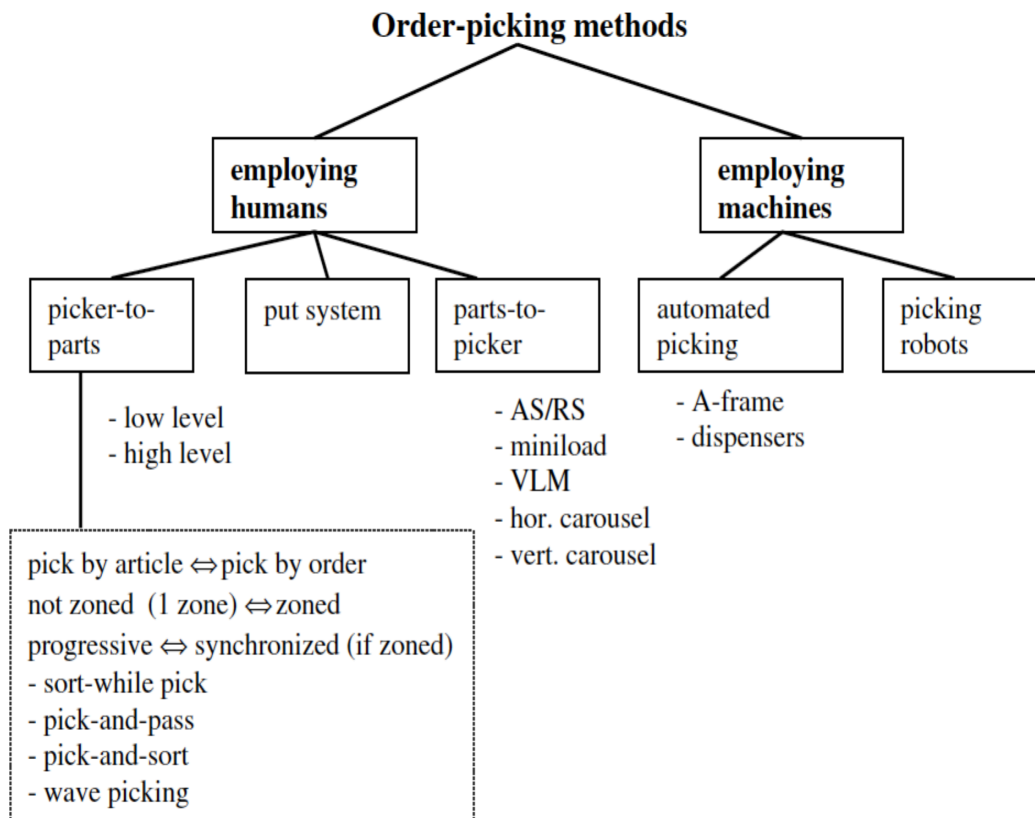 Order-picking methods
employing
humans
employing
machines
picker-to-
parts
put system
parts-to-
picker
automated
picking
picking
robots
- low level
- high level
- AS/RS
- miniload
- VLM
- hor. carousel
- vert. carousel
- A-frame
- dispensers
pick by article ⇔ pick by order
not zoned (1 zone) ⇔ zoned
progressive ⇔ synchronized (if zoned)
- sort-while pick
- pick-and-pass
- pick-and-sort
- wave picking